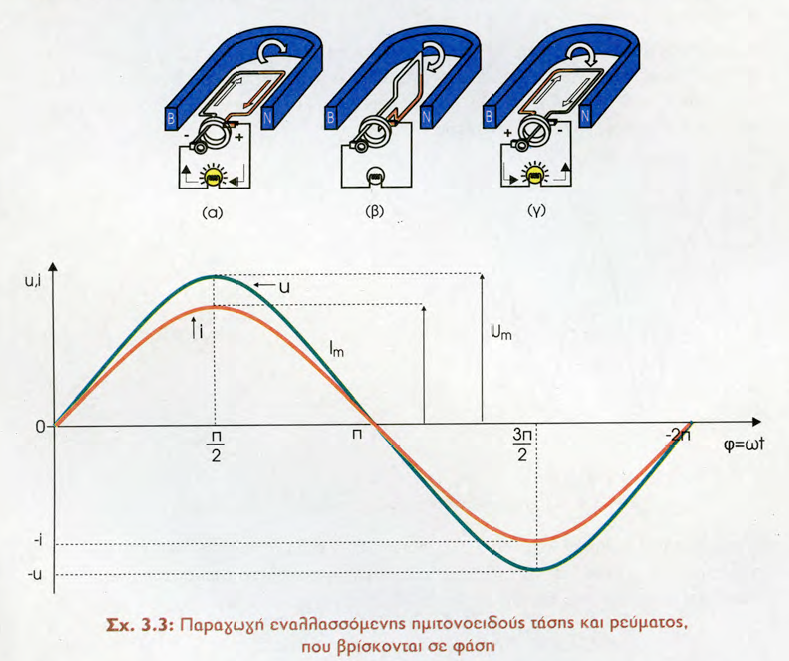 B N B N B N
- + + -
(α) (β) (γ)
u,i
u
i
Im
Um
0
π/2 π 3π/2 -2π
φ=ωt
-i
-u
Σχ. 3.3: Παραγωγή εναλλασσόμενης ημιτονοειδούς τάσης και ρεύματος,
που βρίσκονται σε φάση